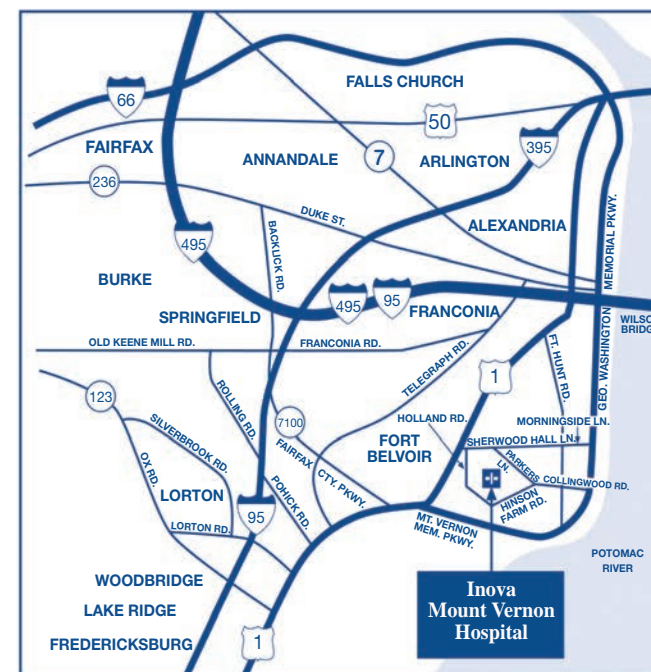 FALLS CHURCH
66
50
395
FAIRFAX
ANNANDALE
7
ARLINGTON
236
DUKE ST.
BACKLICK RD.
ALEXANDRIA
MEMORIAL PKWY.
495
BURKE
495
95
FRANCONIA
SPRINGFIELD
WILSO
BRIDG
GEO. WASHINGTON
OLD KEENE MILL RD.
FRANCONIA RD.
TELEGRAPH RD.
1
FT. HUNT RD.
123
ROLLING RD.
7100
HOLLAND RD.
MORNINGSIDE LN.
SILVERBROOK RD.
FAIRFAX CTY. PKWY.
FORT
BELVOIR
SHERWOOD HALL LN.
PARKERS
LN.
COLLINGWOOD RD.
OX RD.
LORTON
POHICK RD.
HINSON
FARM RD.
95
LORTON RD.
MT. VERNON
MEM. PKWY.
POTOMAC
RIVER
WOODBRIDGE
LAKE RIDGE
FREDERICKSBURG
1
Inova
Mount Vernon
Hospital